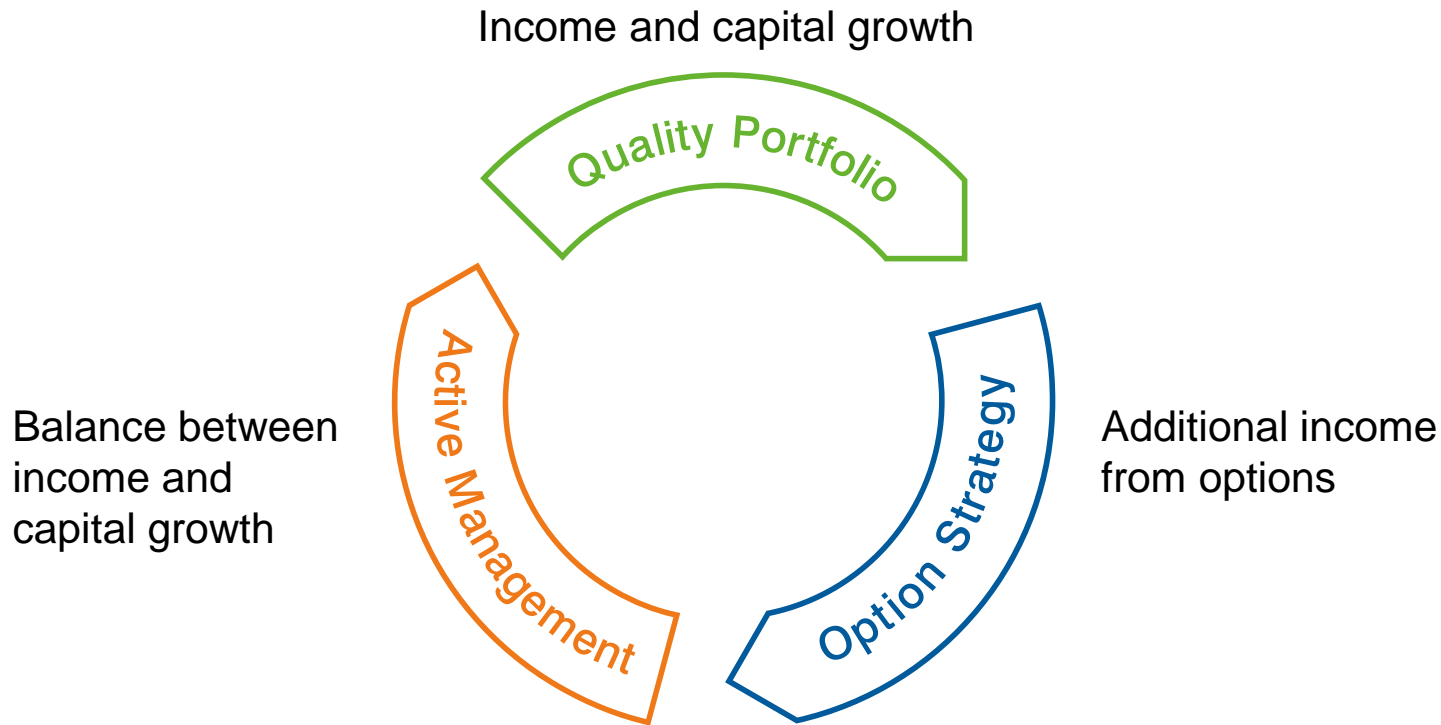 Income and capital growth
Quality Portfolio
Active Management
Option Strategy
Balance between
income and
capital growth
Additional income
from options